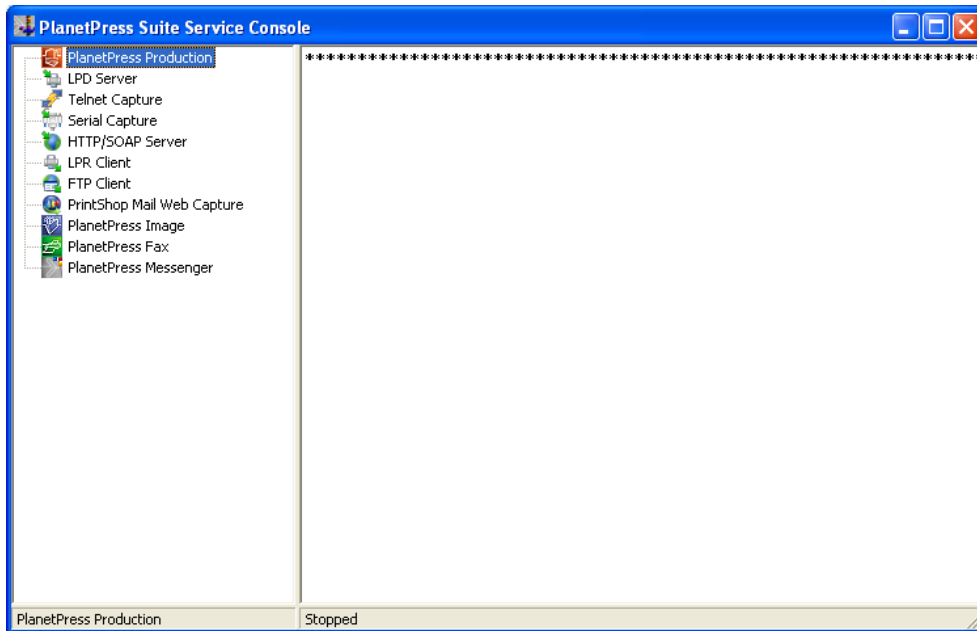 PlanetPress Suite Service Console
PlanetPress Production
LPD Server
Telnet Capture
Serial Capture
HTTP/SOAP Server
LPR Client
FTP Client
PrintShop Mail Web Capture
PlanetPress Image
PlanetPress Fax
PlanetPress Messenger
****************************************************************
PlanetPress Production
Stopped